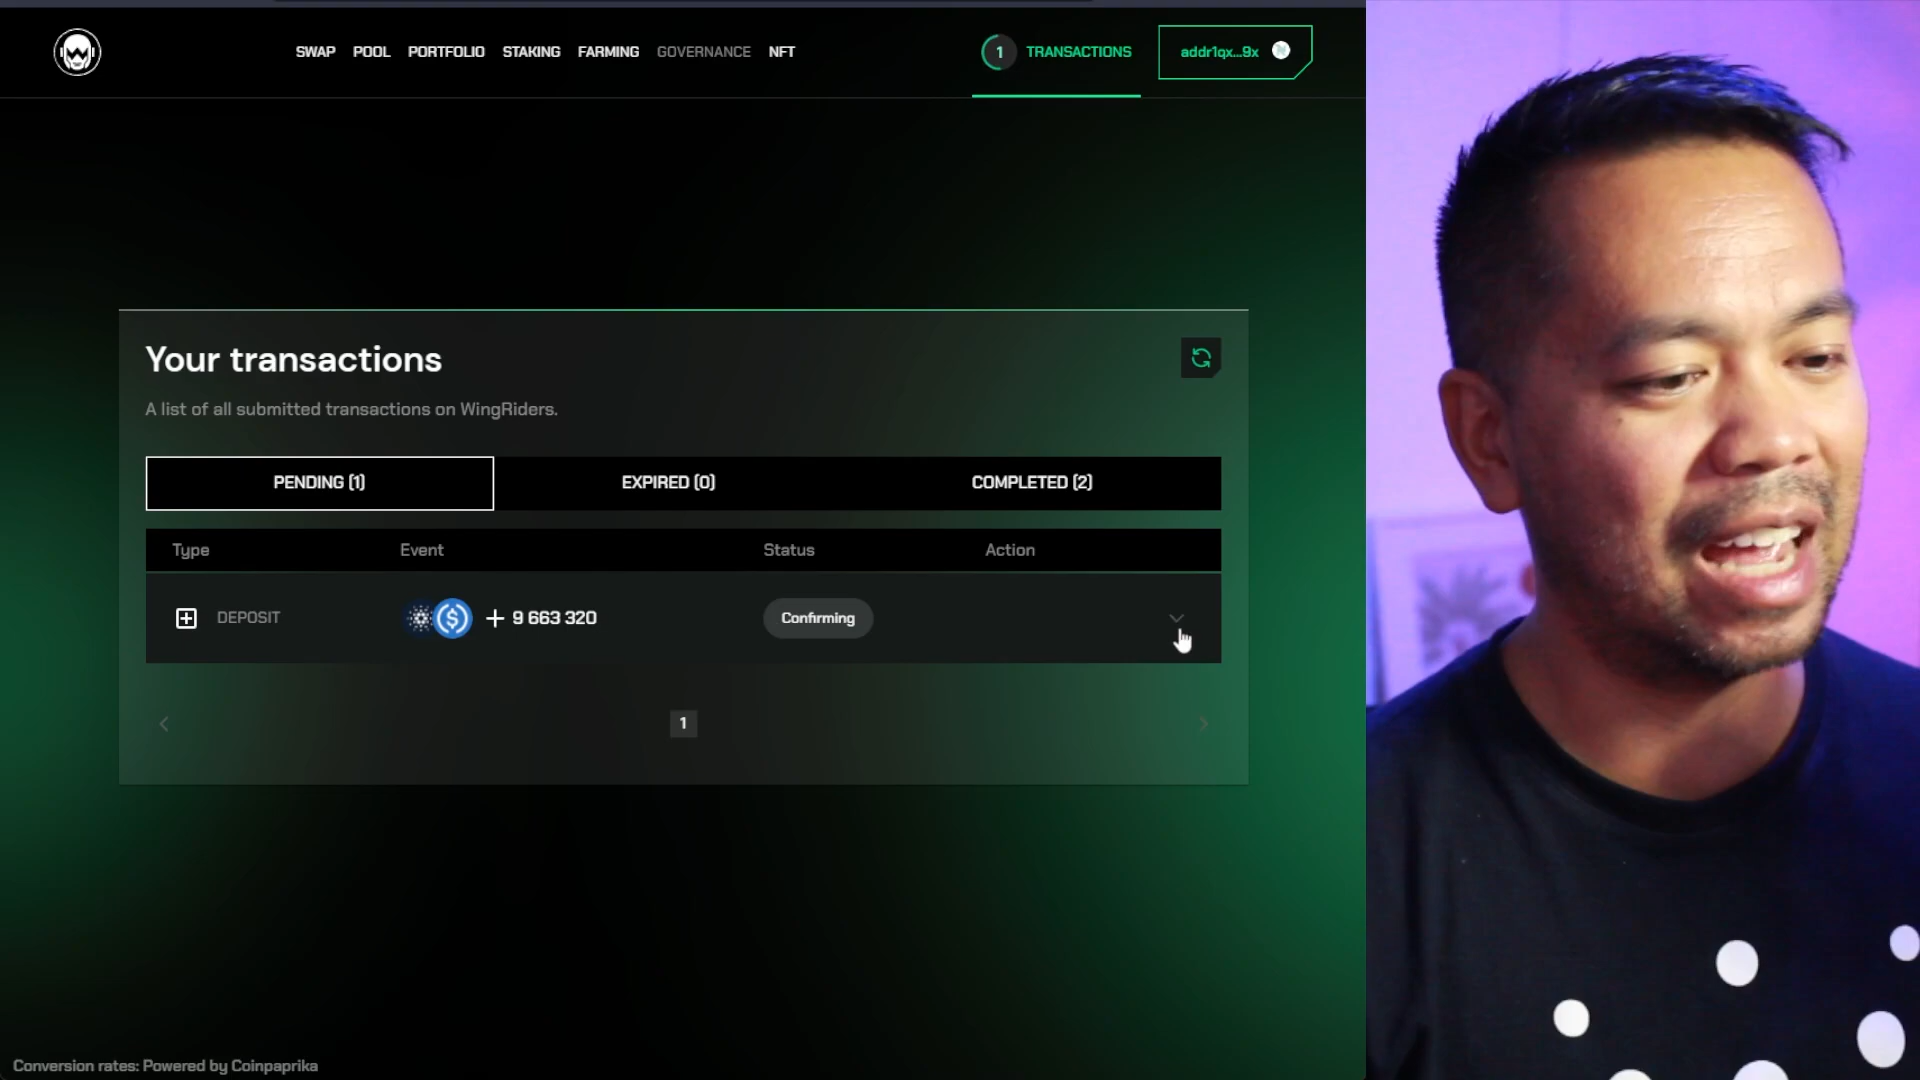 SWAP POOL PORTFOLIO STAKING FARMING GOVERNANCE NFT 1 TRANSACTIONS addr1qx...9x
Your transactions
A list of all submitted transactions on WingRiders.
PENDING (1) EXPIRED (0) COMPLETED (2)
Type Event Status Action
DEPOSIT + 9 663 320 Confirming
1
Conversion rates: Powered by Coinpaprika